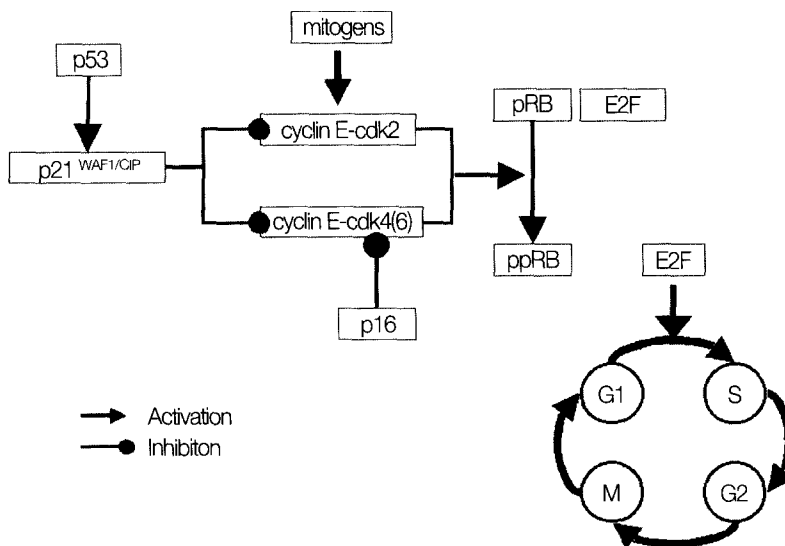 mitogens
p53
pRB
E2F
cyclin E-cdk2
p21 WAF1/CIP
cyclin E-cdk4(6)
ppRB
E2F
p16
G1
S
Activation
Inhibiton
M
G2